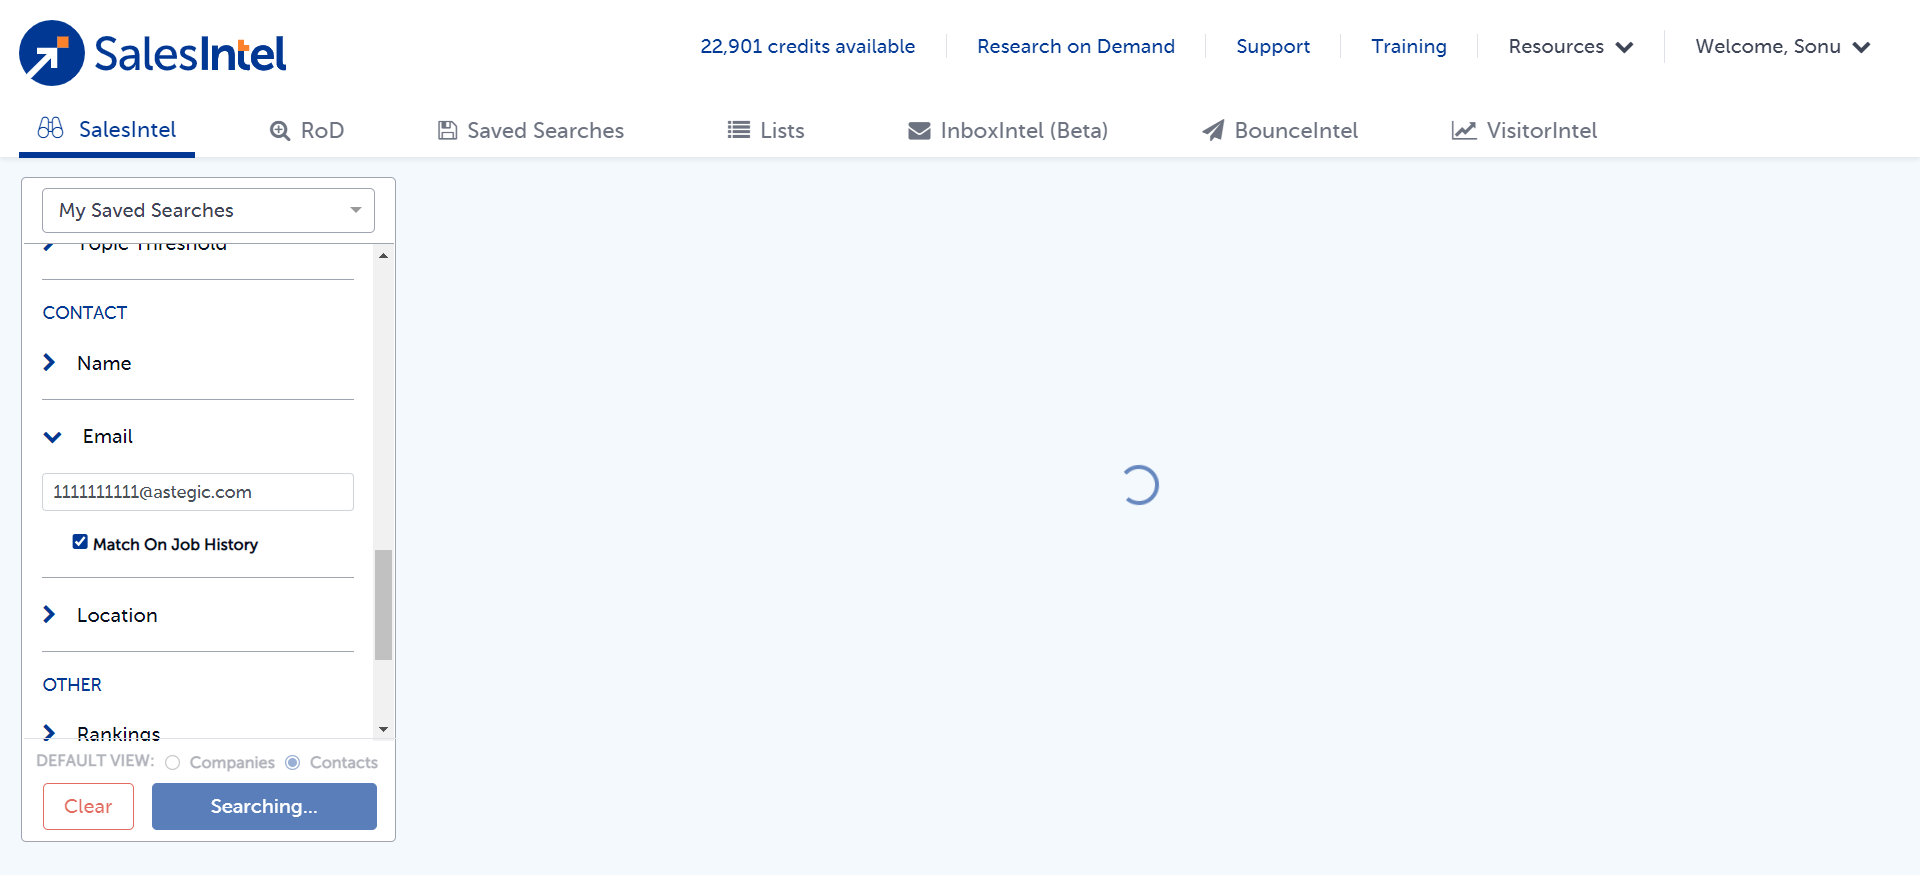 SalesIntel
22,901 credits available
Research on Demand
Support
Training
Resources
Welcome, Sonu
SalesIntel
RoD
Saved Searches
Lists
InboxIntel (Beta)
BounceIntel
VisitorIntel
My Saved Searches
Topic Threshold
CONTACT
Name
Email
1111111111@astegic.com
Match On Job History
Location
OTHER
Rankings
DEFAULT VIEW: Companies Contacts
Clear
Searching...